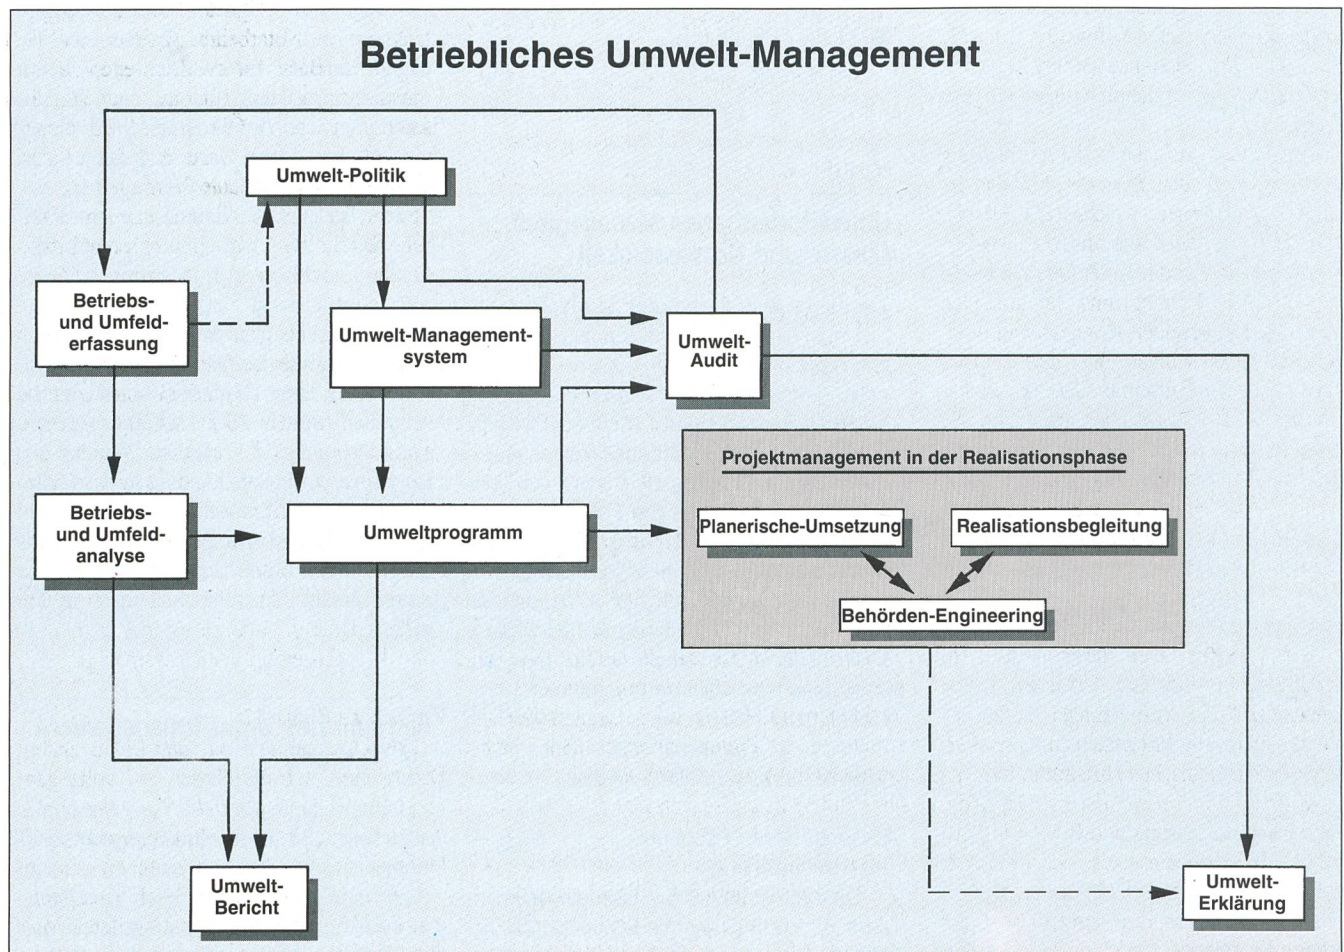 Betriebliches Umwelt-Management
Umwelt-Politik
Betriebs-
und Umfeld-
erfassung
Umwelt-Management-
system
Umwelt-
Audit
Projektmanagement in der Realisationsphase
Betriebs-
und Umfeld-
analyse
Umweltprogramm
Planerische-Umsetzung
Realisationsbegleitung
Behörden-Engineering
Umwelt-
Bericht
Umwelt-
Erklärung